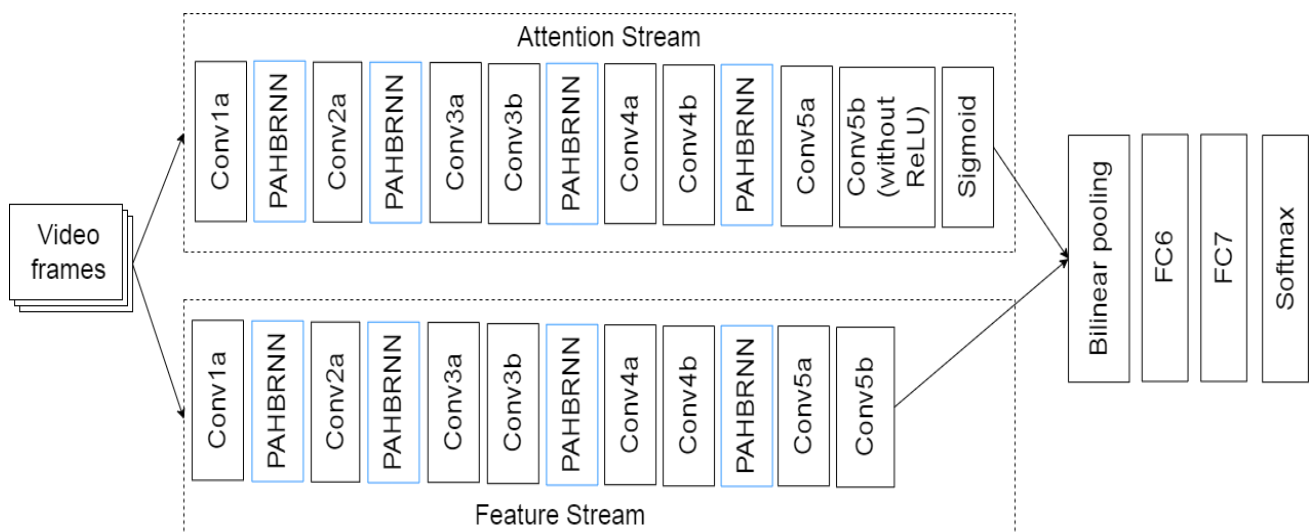 Attention Stream
Conv1a
PAHBRNN
Conv2a
PAHBRNN
Conv3a
Conv3b
PAHBRNN
Conv4a
Conv4b
PAHBRNN
Conv5a
Conv5b
(without
ReLU)
Sigmoid
Video
frames
Conv1a
PAHBRNN
Conv2a
PAHBRNN
Conv3a
Conv3b
PAHBRNN
Conv4a
Conv4b
PAHBRNN
Conv5a
Conv5b
Feature Stream
Bilinear pooling
FC6
FC7
Softmax